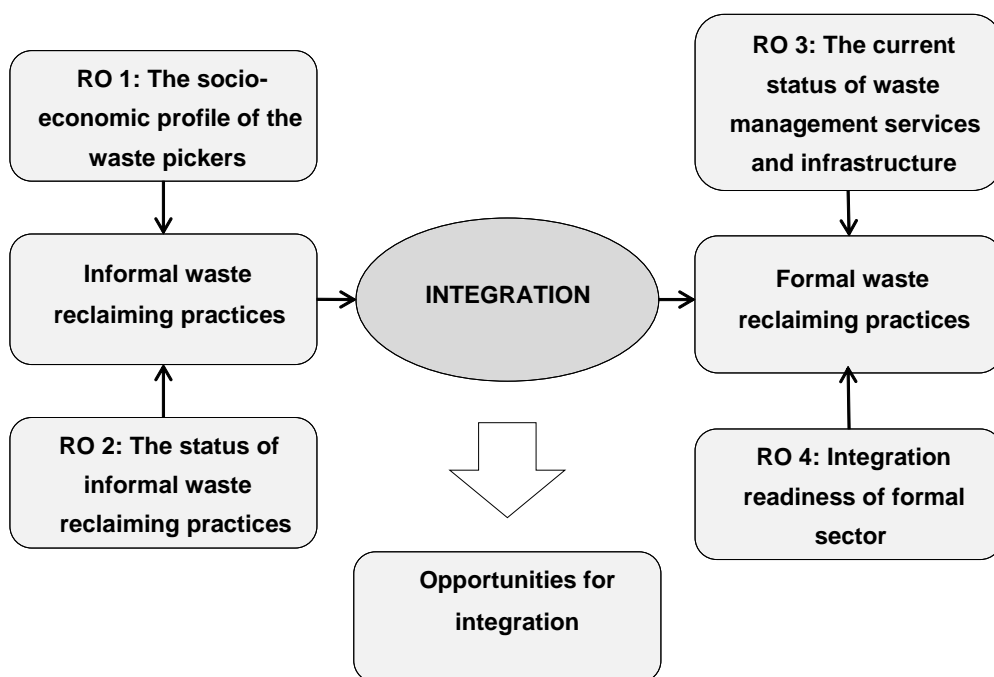 RO 1: The socio-
economic profile of the
waste pickers
RO 3: The current
status of waste
management services
and infrastructure
Informal waste
reclaiming practices
INTEGRATION
Formal waste
reclaiming practices
RO 2: The status of
informal waste
reclaiming practices
RO 4: Integration
readiness of formal
sector
Opportunities for
integration